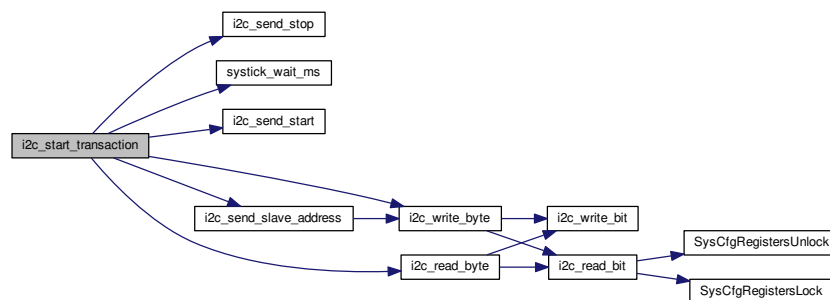 i2c_send_stop
systick_wait_ms
i2c_send_start
i2c_start_transaction
i2c_send_slave_address
i2c_write_byte
i2c_write_bit
i2c_read_byte
i2c_read_bit
SysCfgRegistersUnlock
SysCfgRegistersLock